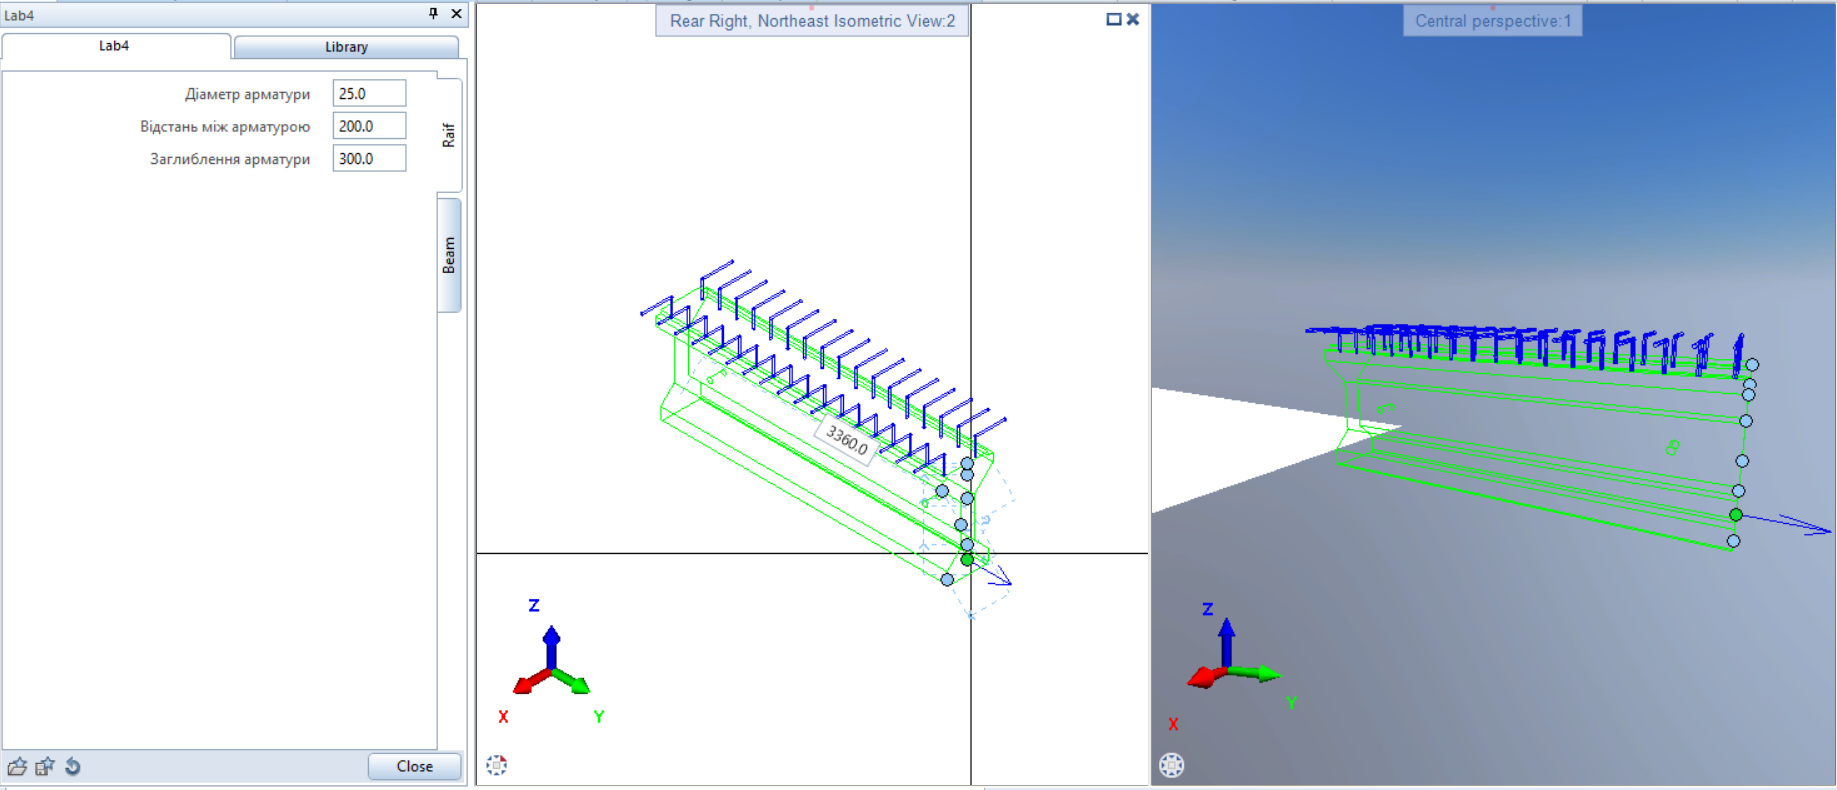 Lab4
Lab4
Library
Діаметр арматури 25.0
Відстань між арматурою 200.0
Заглиблення арматури 300.0
Raif
Beam
Close
Rear Right, Northeast Isometric View:2
3360.0
Z
X
Y
Central perspective:1
Z
X
Y